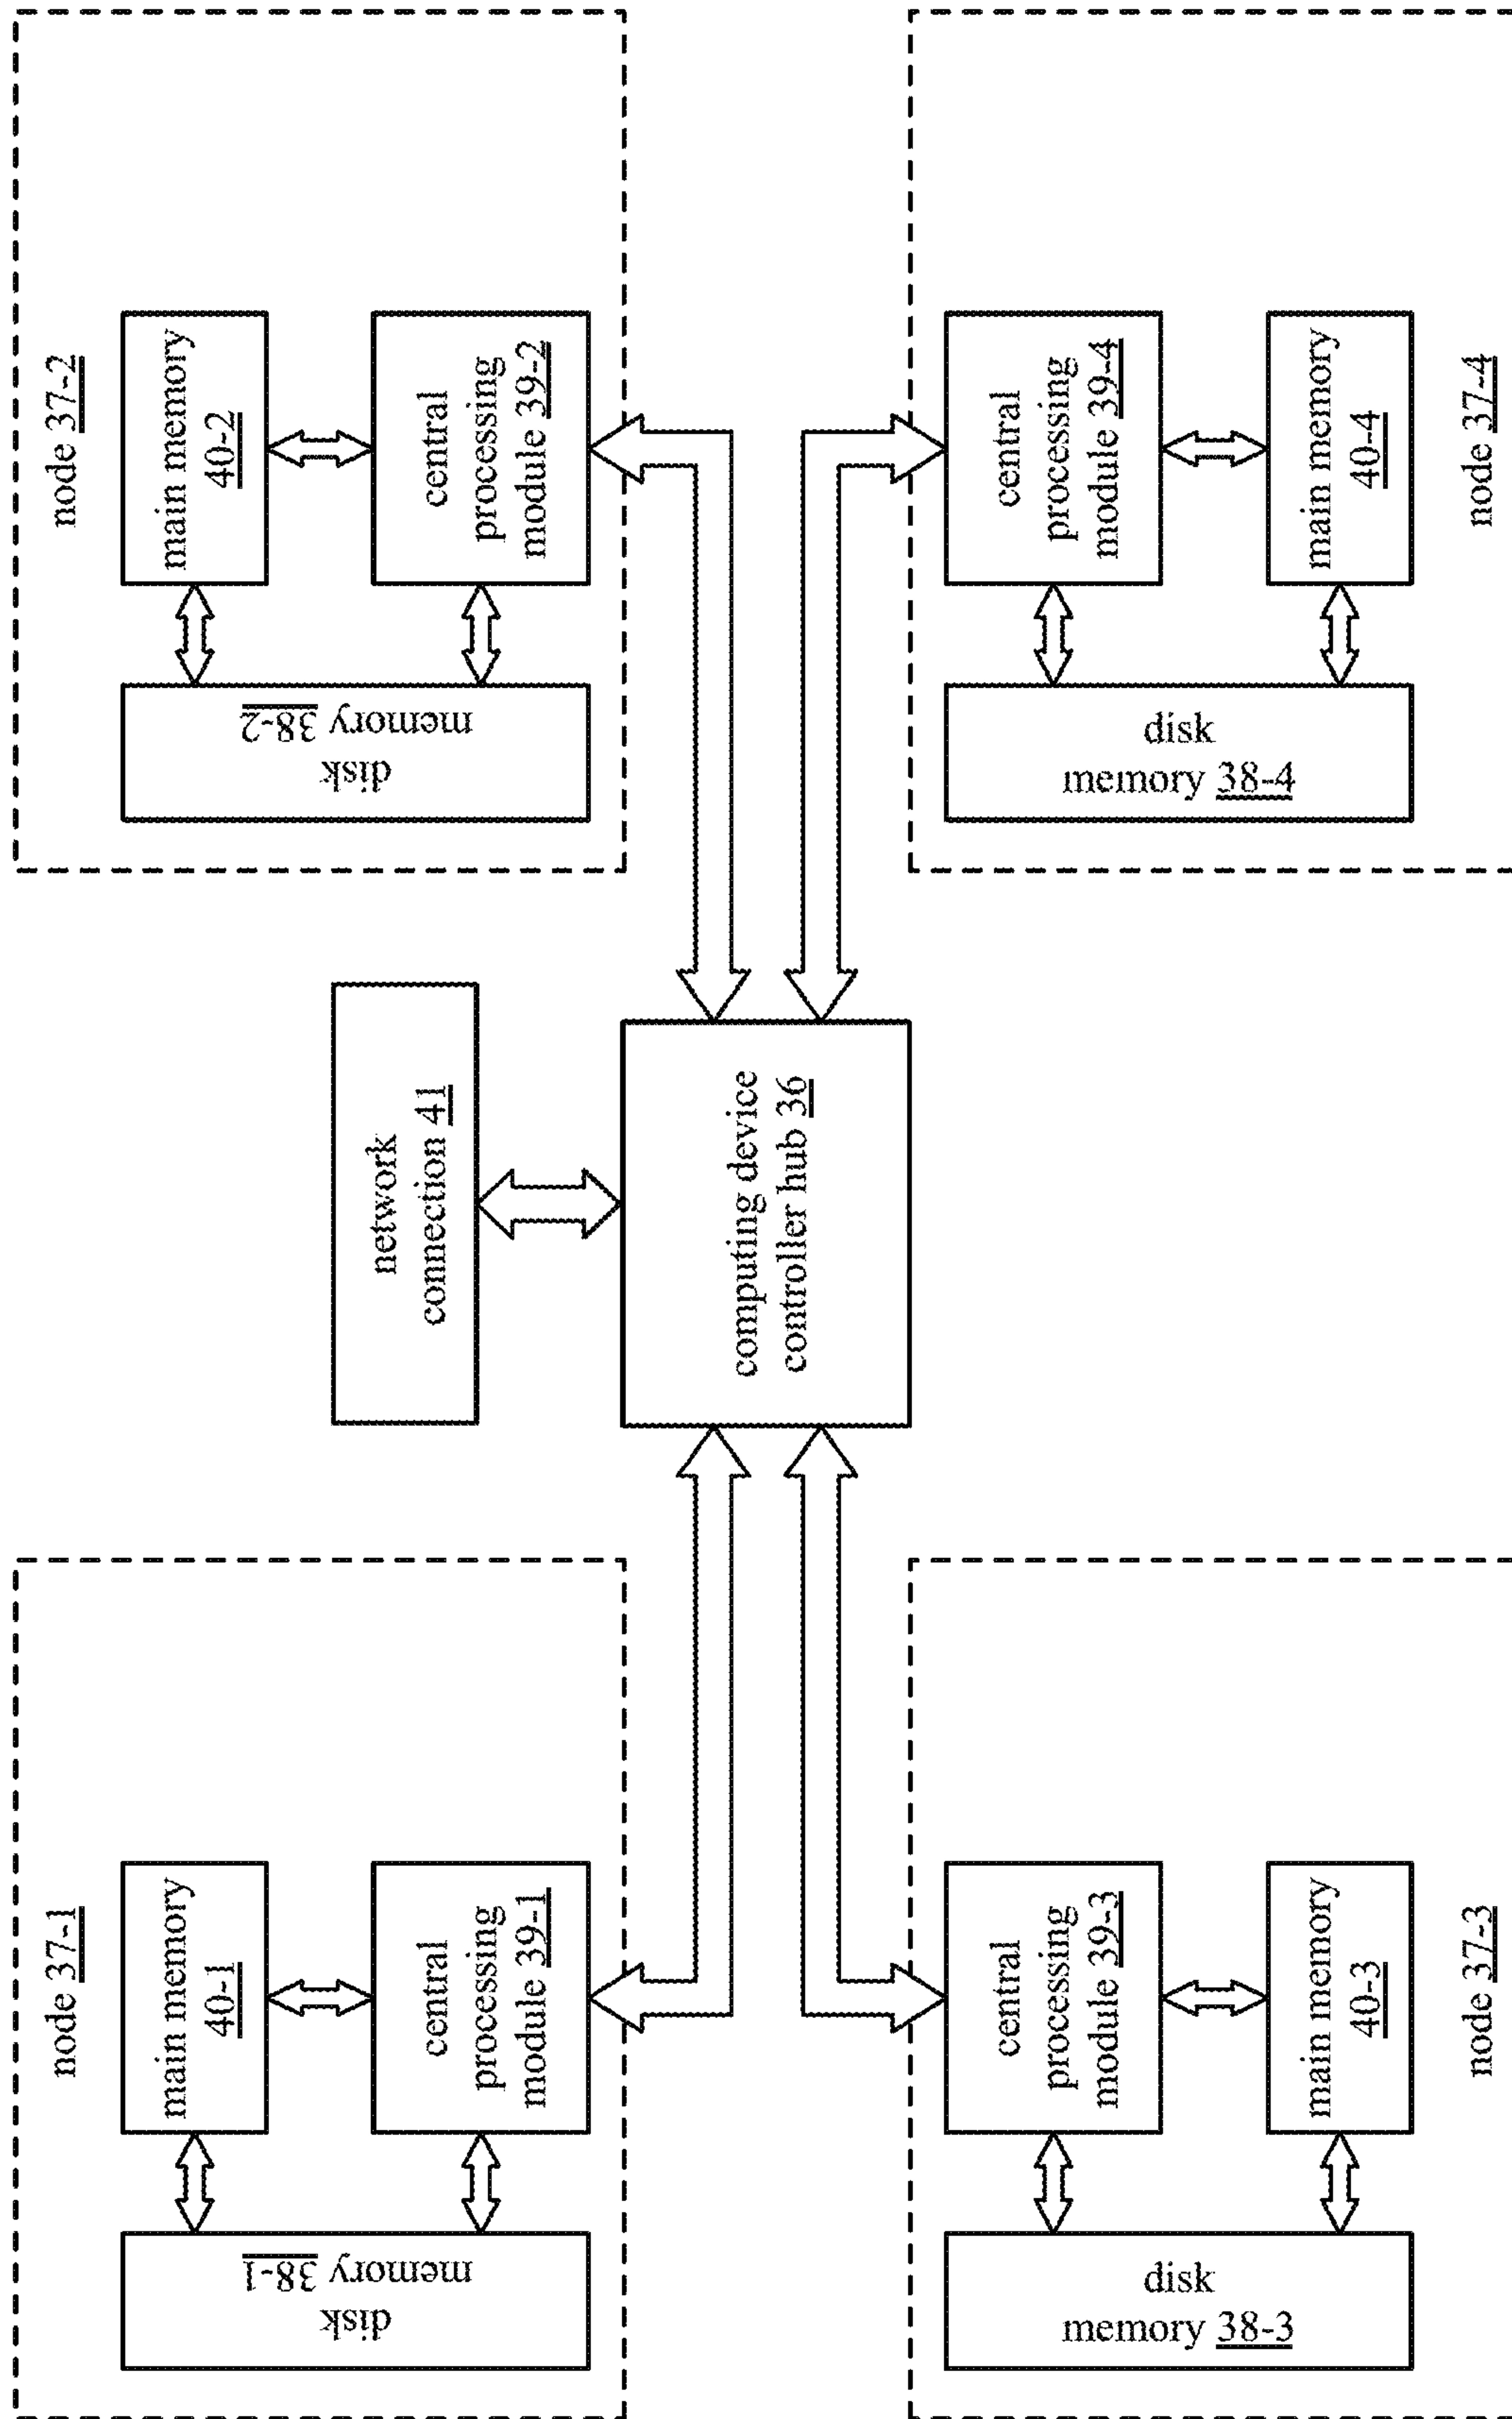 node 37-1
main memory
40-1
central
processing
module 39-1
disk
memory 38-1
network
connection 41
computing device
controller hub 36
node 37-2
main memory
40-2
central
processing
module 39-2
disk
memory 38-2
central
processing
module 39-3
main memory
40-3
disk
memory 38-3
node 37-3
central
processing
module 39-4
main memory
40-4
disk
memory 38-4
node 37-4